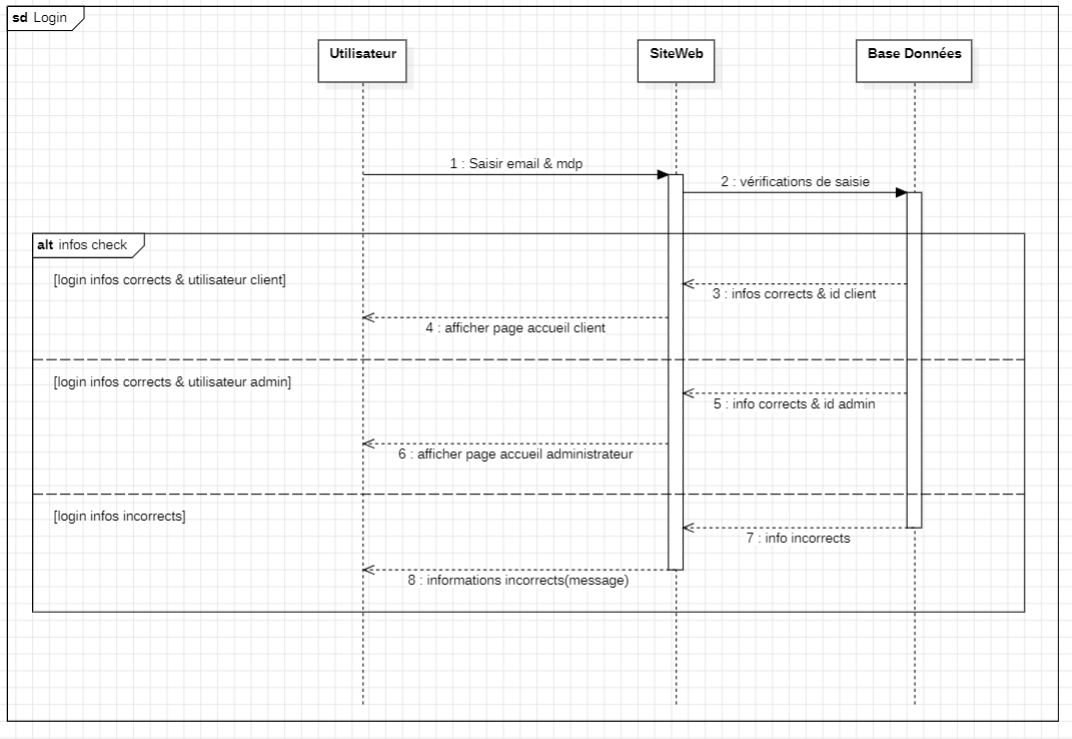 sd Login
Utilisateur
SiteWeb
Base Données
1 : Saisir email & mdp
2 : vérifications de saisie
alt infos check
[login infos corrects & utilisateur client]
3 : infos corrects & id client
4 : afficher page accueil client
[login infos corrects & utilisateur admin]
5 : info corrects & id admin
6 : afficher page accueil administrateur
[login infos incorrects]
7 : info incorrects
8 : informations incorrects(message)